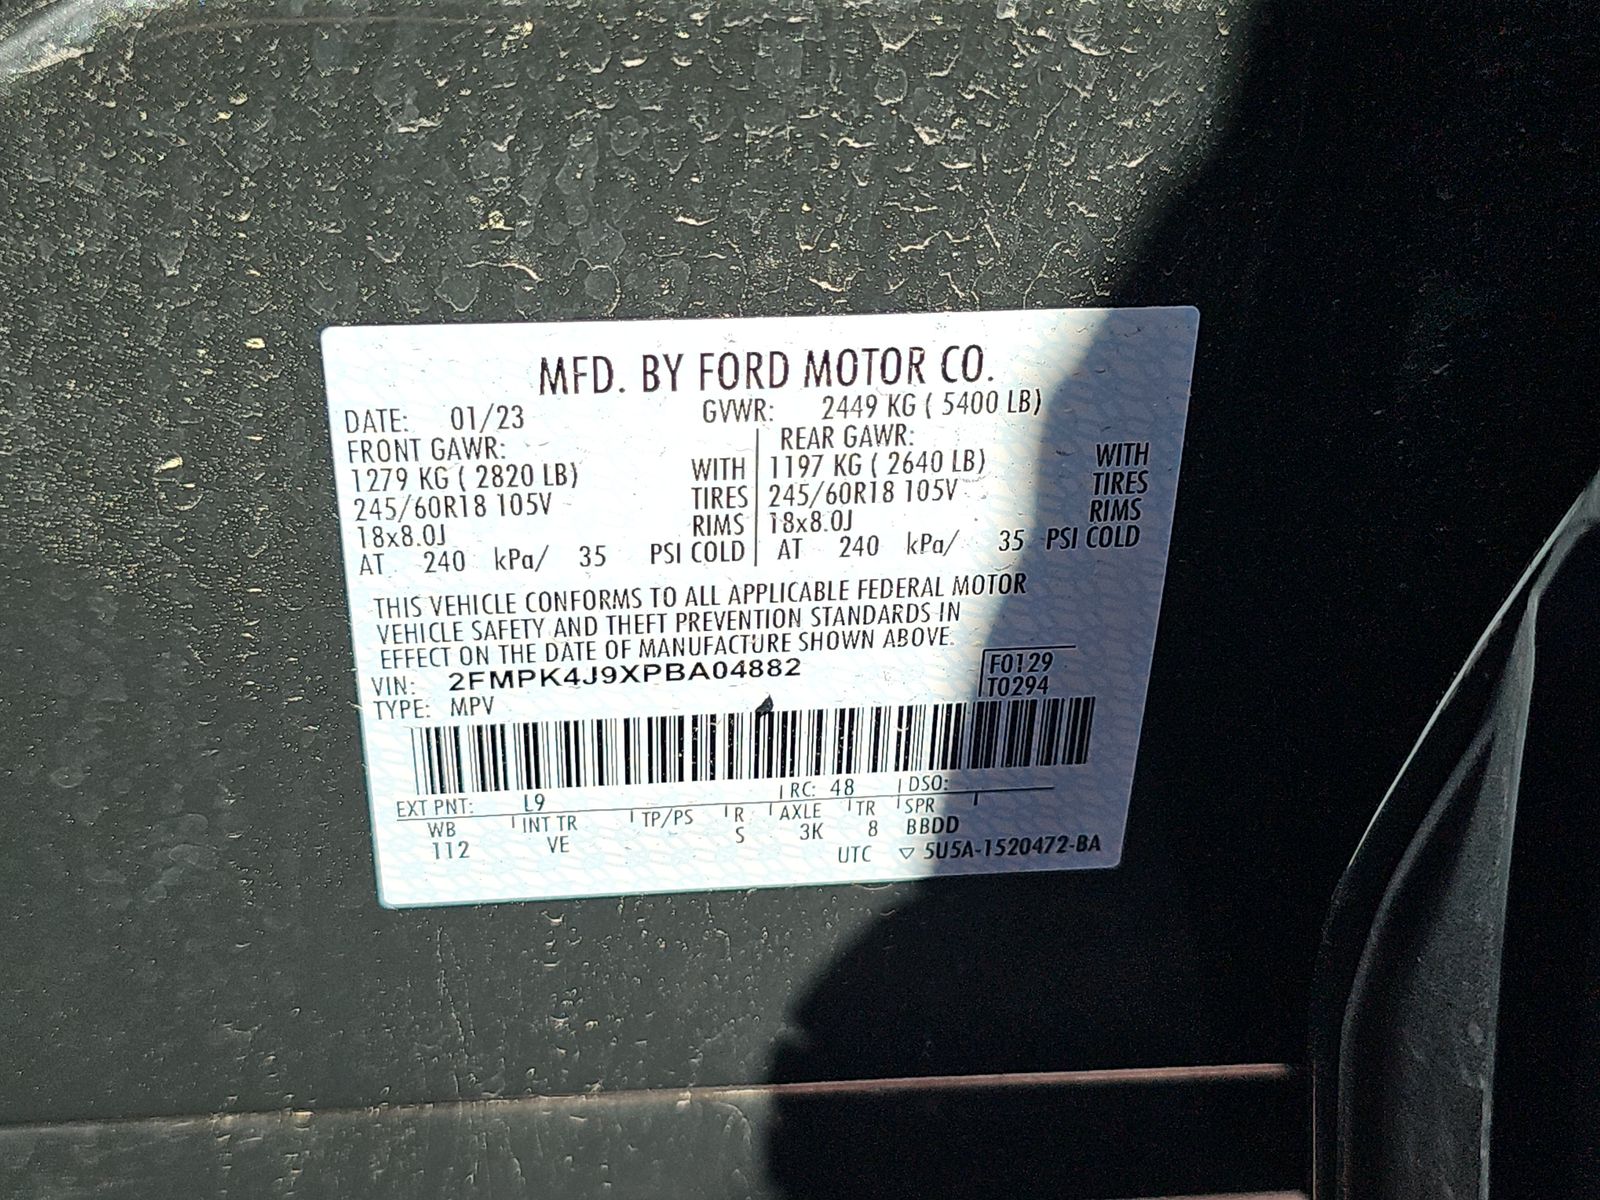 MFD. BY FORD MOTOR CO.
DATE: 01/23 GVWR: 2449 KG ( 5400 LB)
FRONT GAWR: REAR GAWR:
1279 KG ( 2820 LB) WITH 1197 KG ( 2640 LB) WITH
245/60R18 105V TIRES 245/60R18 105V TIRES
18x8.0J RIMS 18x8.0J RIMS
AT 240 kPa/ 35 PSI COLD AT 240 kPa/ 35 PSI COLD
THIS VEHICLE CONFORMS TO ALL APPLICABLE FEDERAL MOTOR
VEHICLE SAFETY AND THEFT PREVENTION STANDARDS IN
EFFECT ON THE DATE OF MANUFACTURE SHOWN ABOVE.
VIN: 2FMPK4J9XPBA04882 F0129
TYPE: MPV T0294
EXT PNT: L9 RC: 48 DSO:
WB INT TR TP/PS R AXLE TR SPR
112 VE S 3K 8 BBDD
UTC ▽ 5U5A-1520472-BA